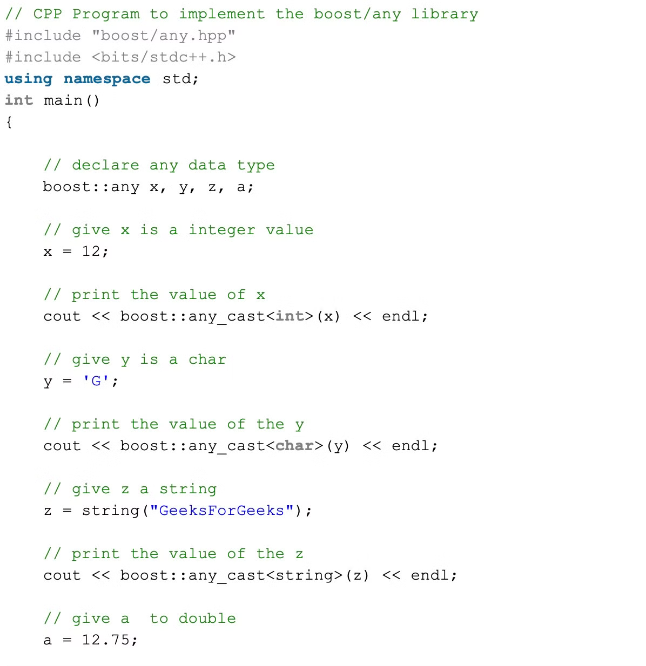 // CPP Program to implement the boost/any library
#include "boost/any.hpp"
#include <bits/stdc++.h>
using namespace std;
int main()
{
// declare any data type
boost::any x, y, z, a;
// give x is a integer value
x = 12;
// print the value of x
cout << boost::any_cast<int>(x) << endl;
// give y is a char
y = 'G';
// print the value of the y
cout << boost::any_cast<char>(y) << endl;
// give z a string
z = string("GeeksForGeeks");
// print the value of the z
cout << boost::any_cast<string>(z) << endl;
// give a  to double
a = 12.75;